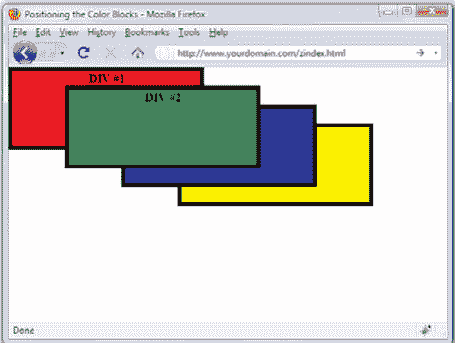 Positioning the Color Blocks - Mozilla Firefox
File Edit View History Bookmarks Tools Help
http://www.yourdomain.com/zindex.html
DIV #1
DIV #2
Done